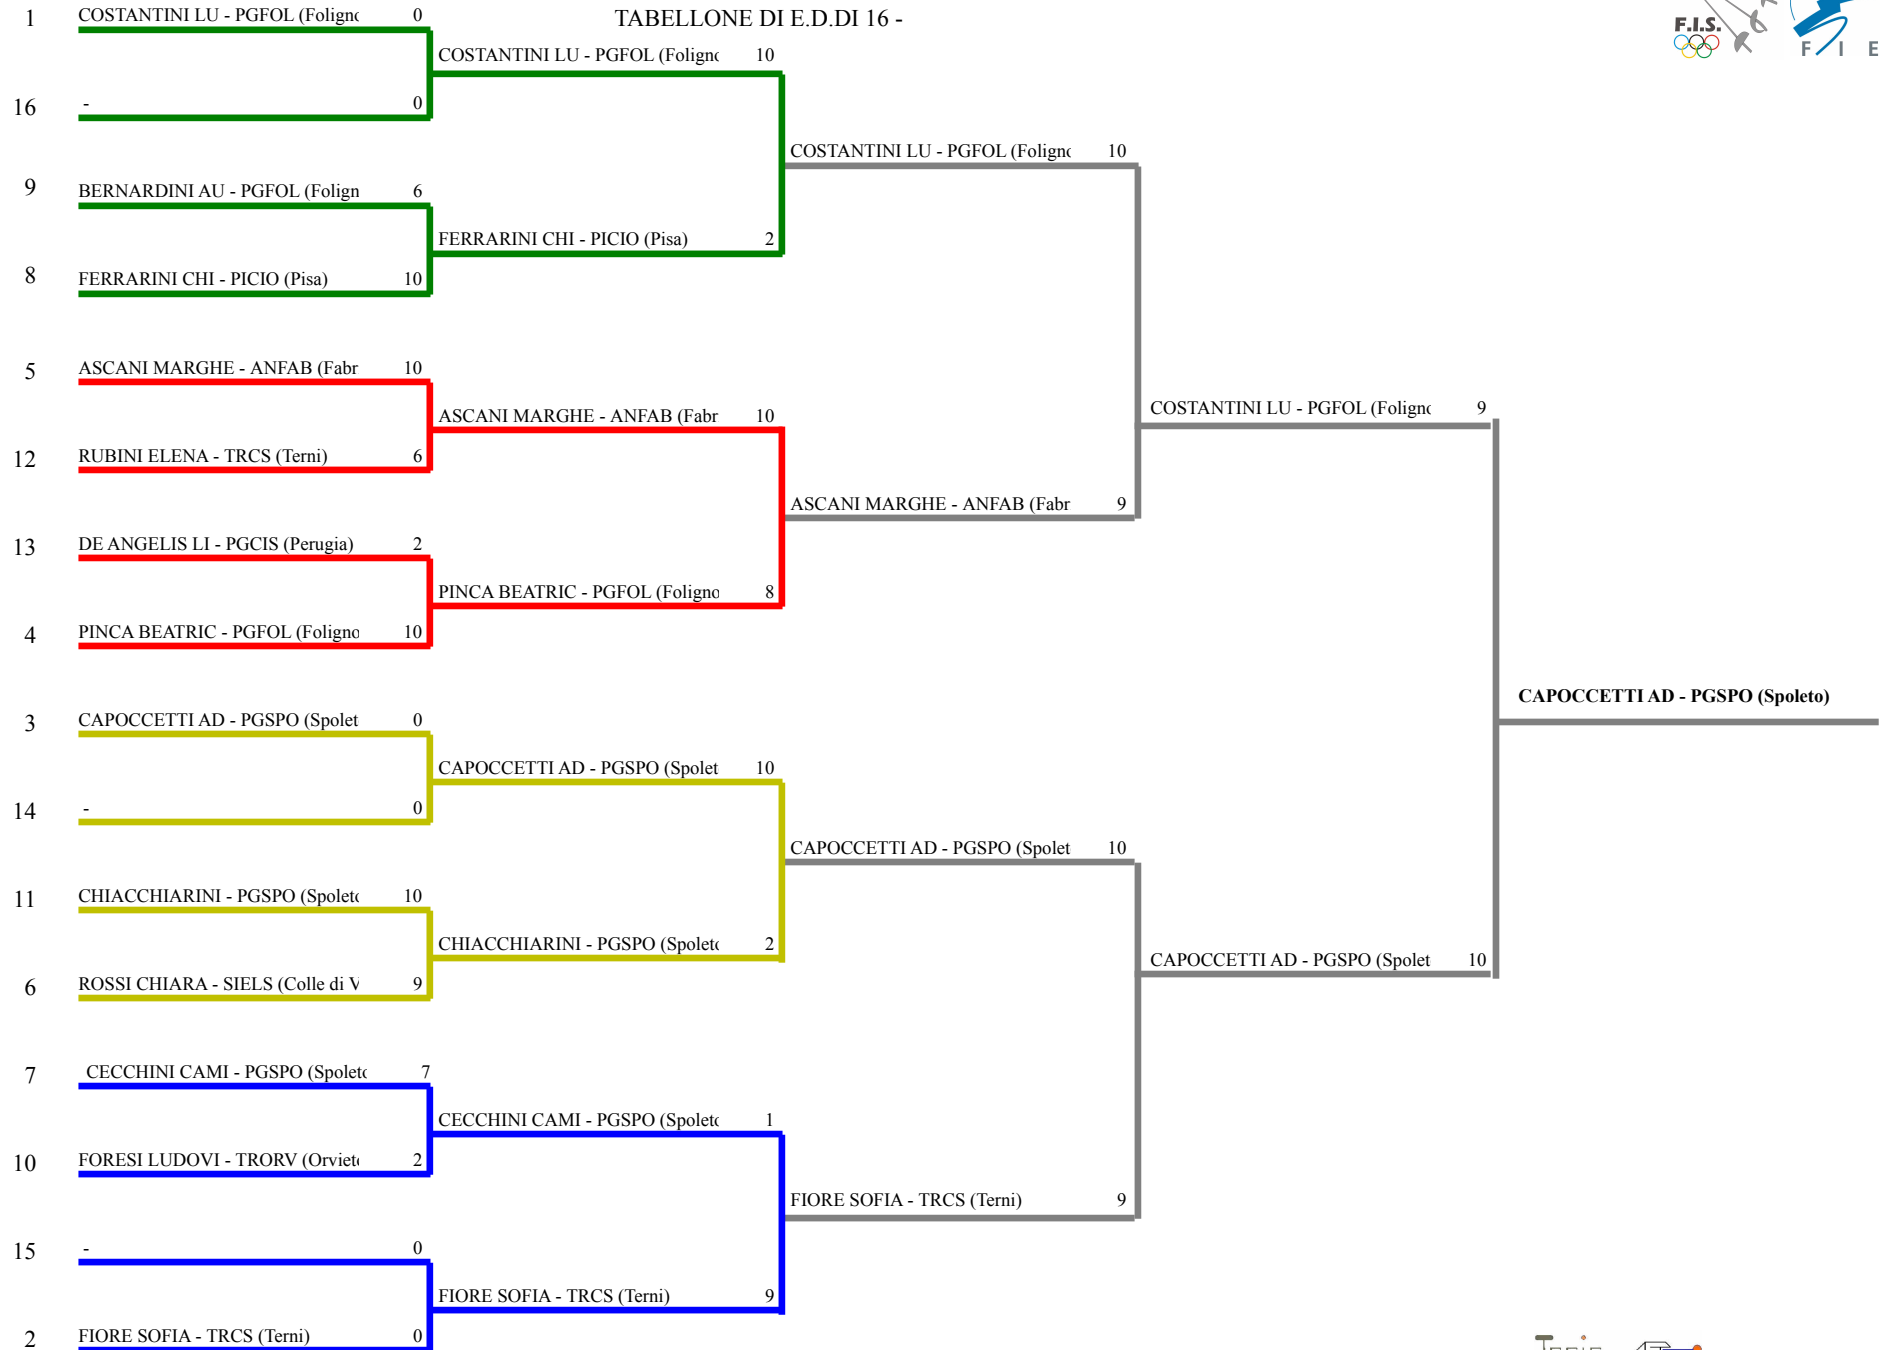 TABELLONE DI E.D.DI 16 -
F.I.S.
F I E
1 COSTANTINI LU - PGFOL (Foligno 0
COSTANTINI LU - PGFOL (Foligno 10
16 - 0
COSTANTINI LU - PGFOL (Foligno 10
9 BERNARDINI AU - PGFOL (Folign 6
FERRARINI CHI - PICIO (Pisa) 2
8 FERRARINI CHI - PICIO (Pisa) 10
5 ASCANI MARGHE - ANFAB (Fabr 10
ASCANI MARGHE - ANFAB (Fabr 10
COSTANTINI LU - PGFOL (Foligno 9
12 RUBINI ELENA - TRCS (Terni) 6
ASCANI MARGHE - ANFAB (Fabr 9
13 DE ANGELIS LI - PGCIS (Perugia) 2
PINCA BEATRIC - PGFOL (Foligno 8
4 PINCA BEATRIC - PGFOL (Foligno 10
CAPOCCETTI AD - PGSPO (Spoleto)
3 CAPOCCETTI AD - PGSPO (Spolet 0
CAPOCCETTI AD - PGSPO (Spolet 10
14 - 0
CAPOCCETTI AD - PGSPO (Spolet 10
11 CHIACCHIARINI - PGSPO (Spoleto 10
CHIACCHIARINI - PGSPO (Spoleto 2
CAPOCCETTI AD - PGSPO (Spolet 10
6 ROSSI CHIARA - SIELS (Colle di V 9
7 CECCHINI CAMI - PGSPO (Spoleto 7
CECCHINI CAMI - PGSPO (Spoleto 1
10 FORESI LUDOVI - TRORV (Orvieto 2
FIORE SOFIA - TRCS (Terni) 9
15 - 0
FIORE SOFIA - TRCS (Terni) 9
2 FIORE SOFIA - TRCS (Terni) 0